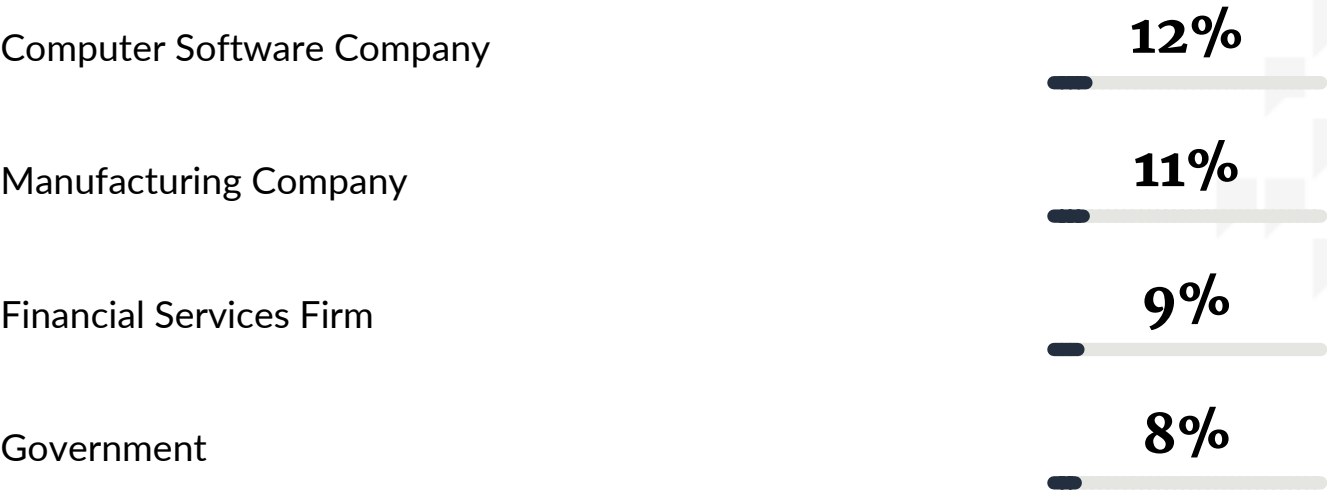 Computer Software Company 12%
Manufacturing Company 11%
Financial Services Firm 9%
Government 8%